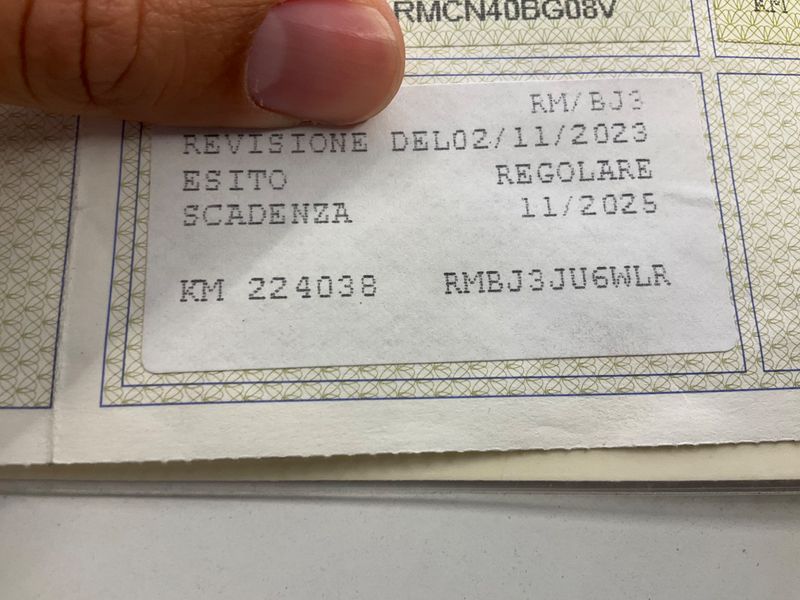 RMCN40BG08V
RM/BJ3
REVISIONE DEL02/11/2023
ESITO REGOLARE
SCADENZA 11/2025
KM 224038 RMBJ3JU6WLR